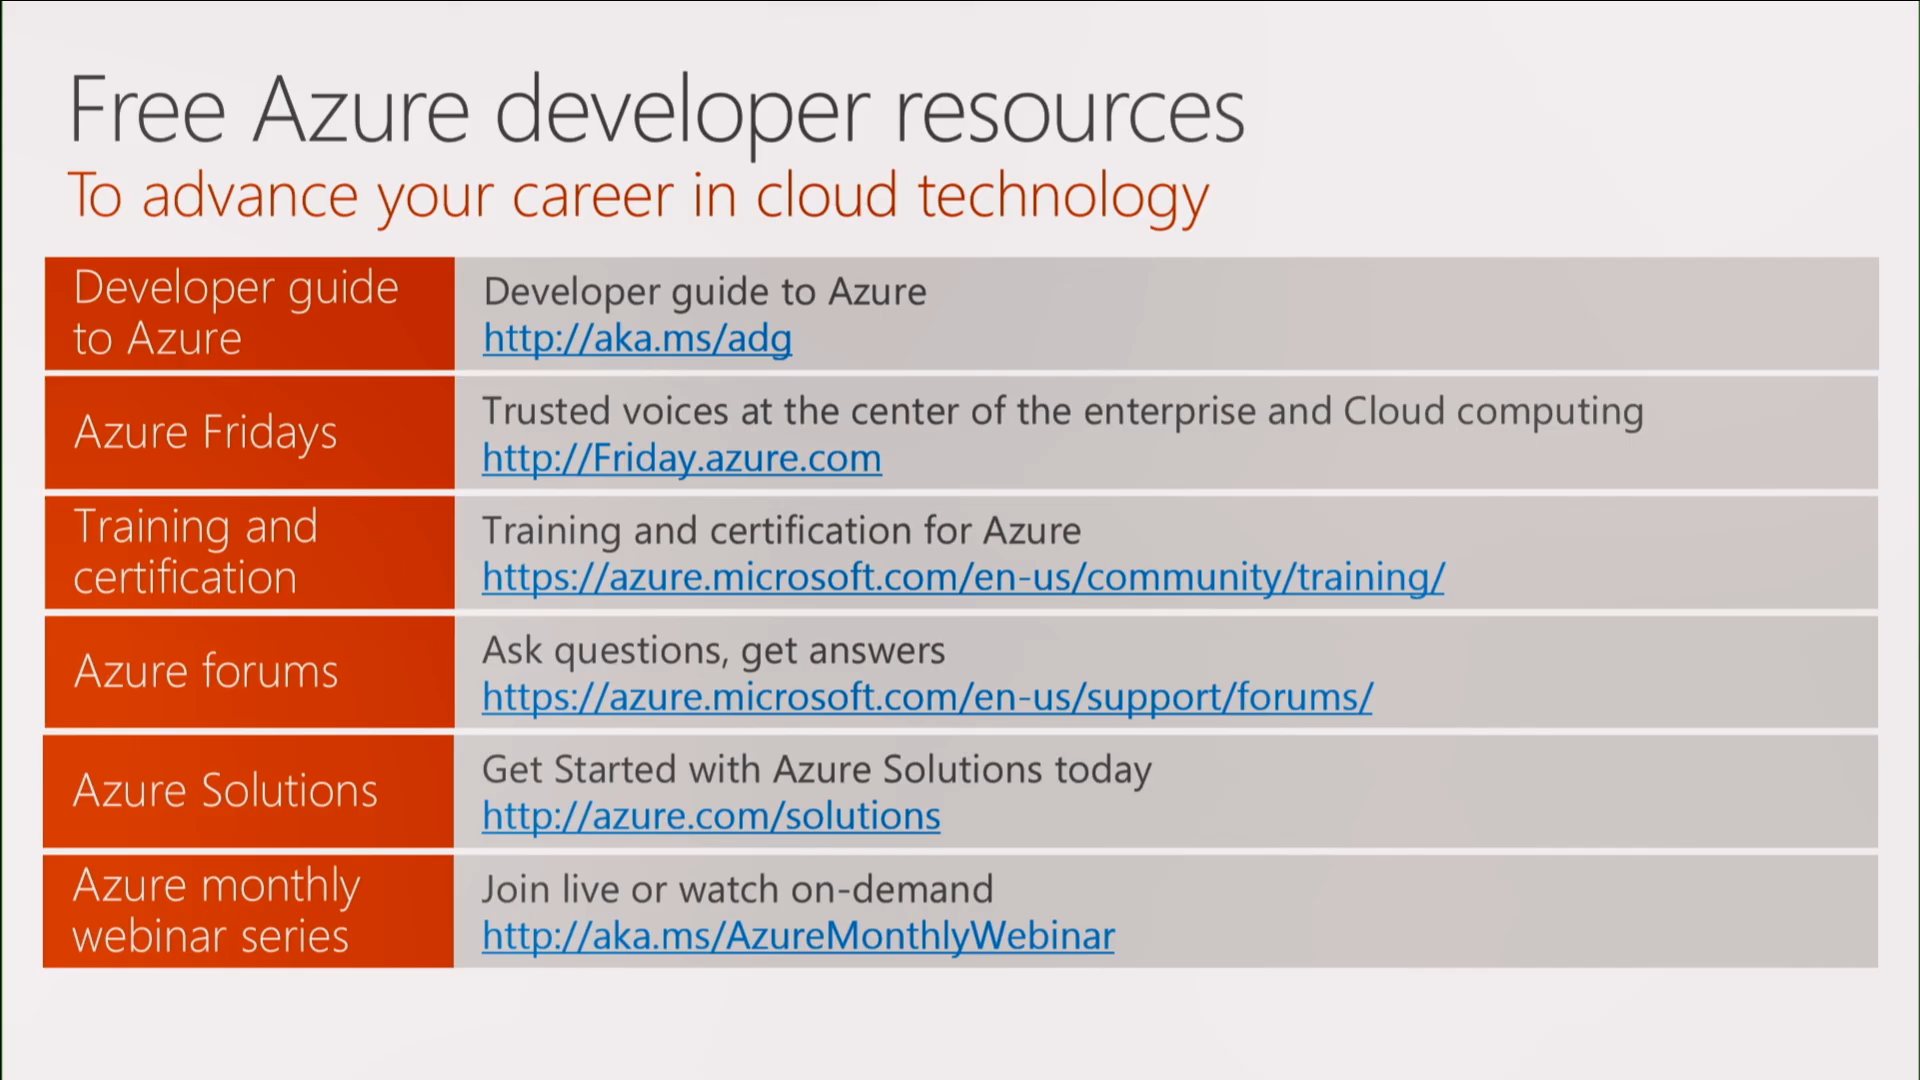 Free Azure developer resources
To advance your career in cloud technology
Developer guide
to Azure
Developer guide to Azure
http://aka.ms/adg
Azure Fridays
Trusted voices at the center of the enterprise and Cloud computing
http://Friday.azure.com
Training and
certification
Training and certification for Azure
https://azure.microsoft.com/en-us/community/training/
Azure forums
Ask questions, get answers
https://azure.microsoft.com/en-us/support/forums/
Azure Solutions
Get Started with Azure Solutions today
http://azure.com/solutions
Azure monthly
webinar series
Join live or watch on-demand
http://aka.ms/AzureMonthlyWebinar